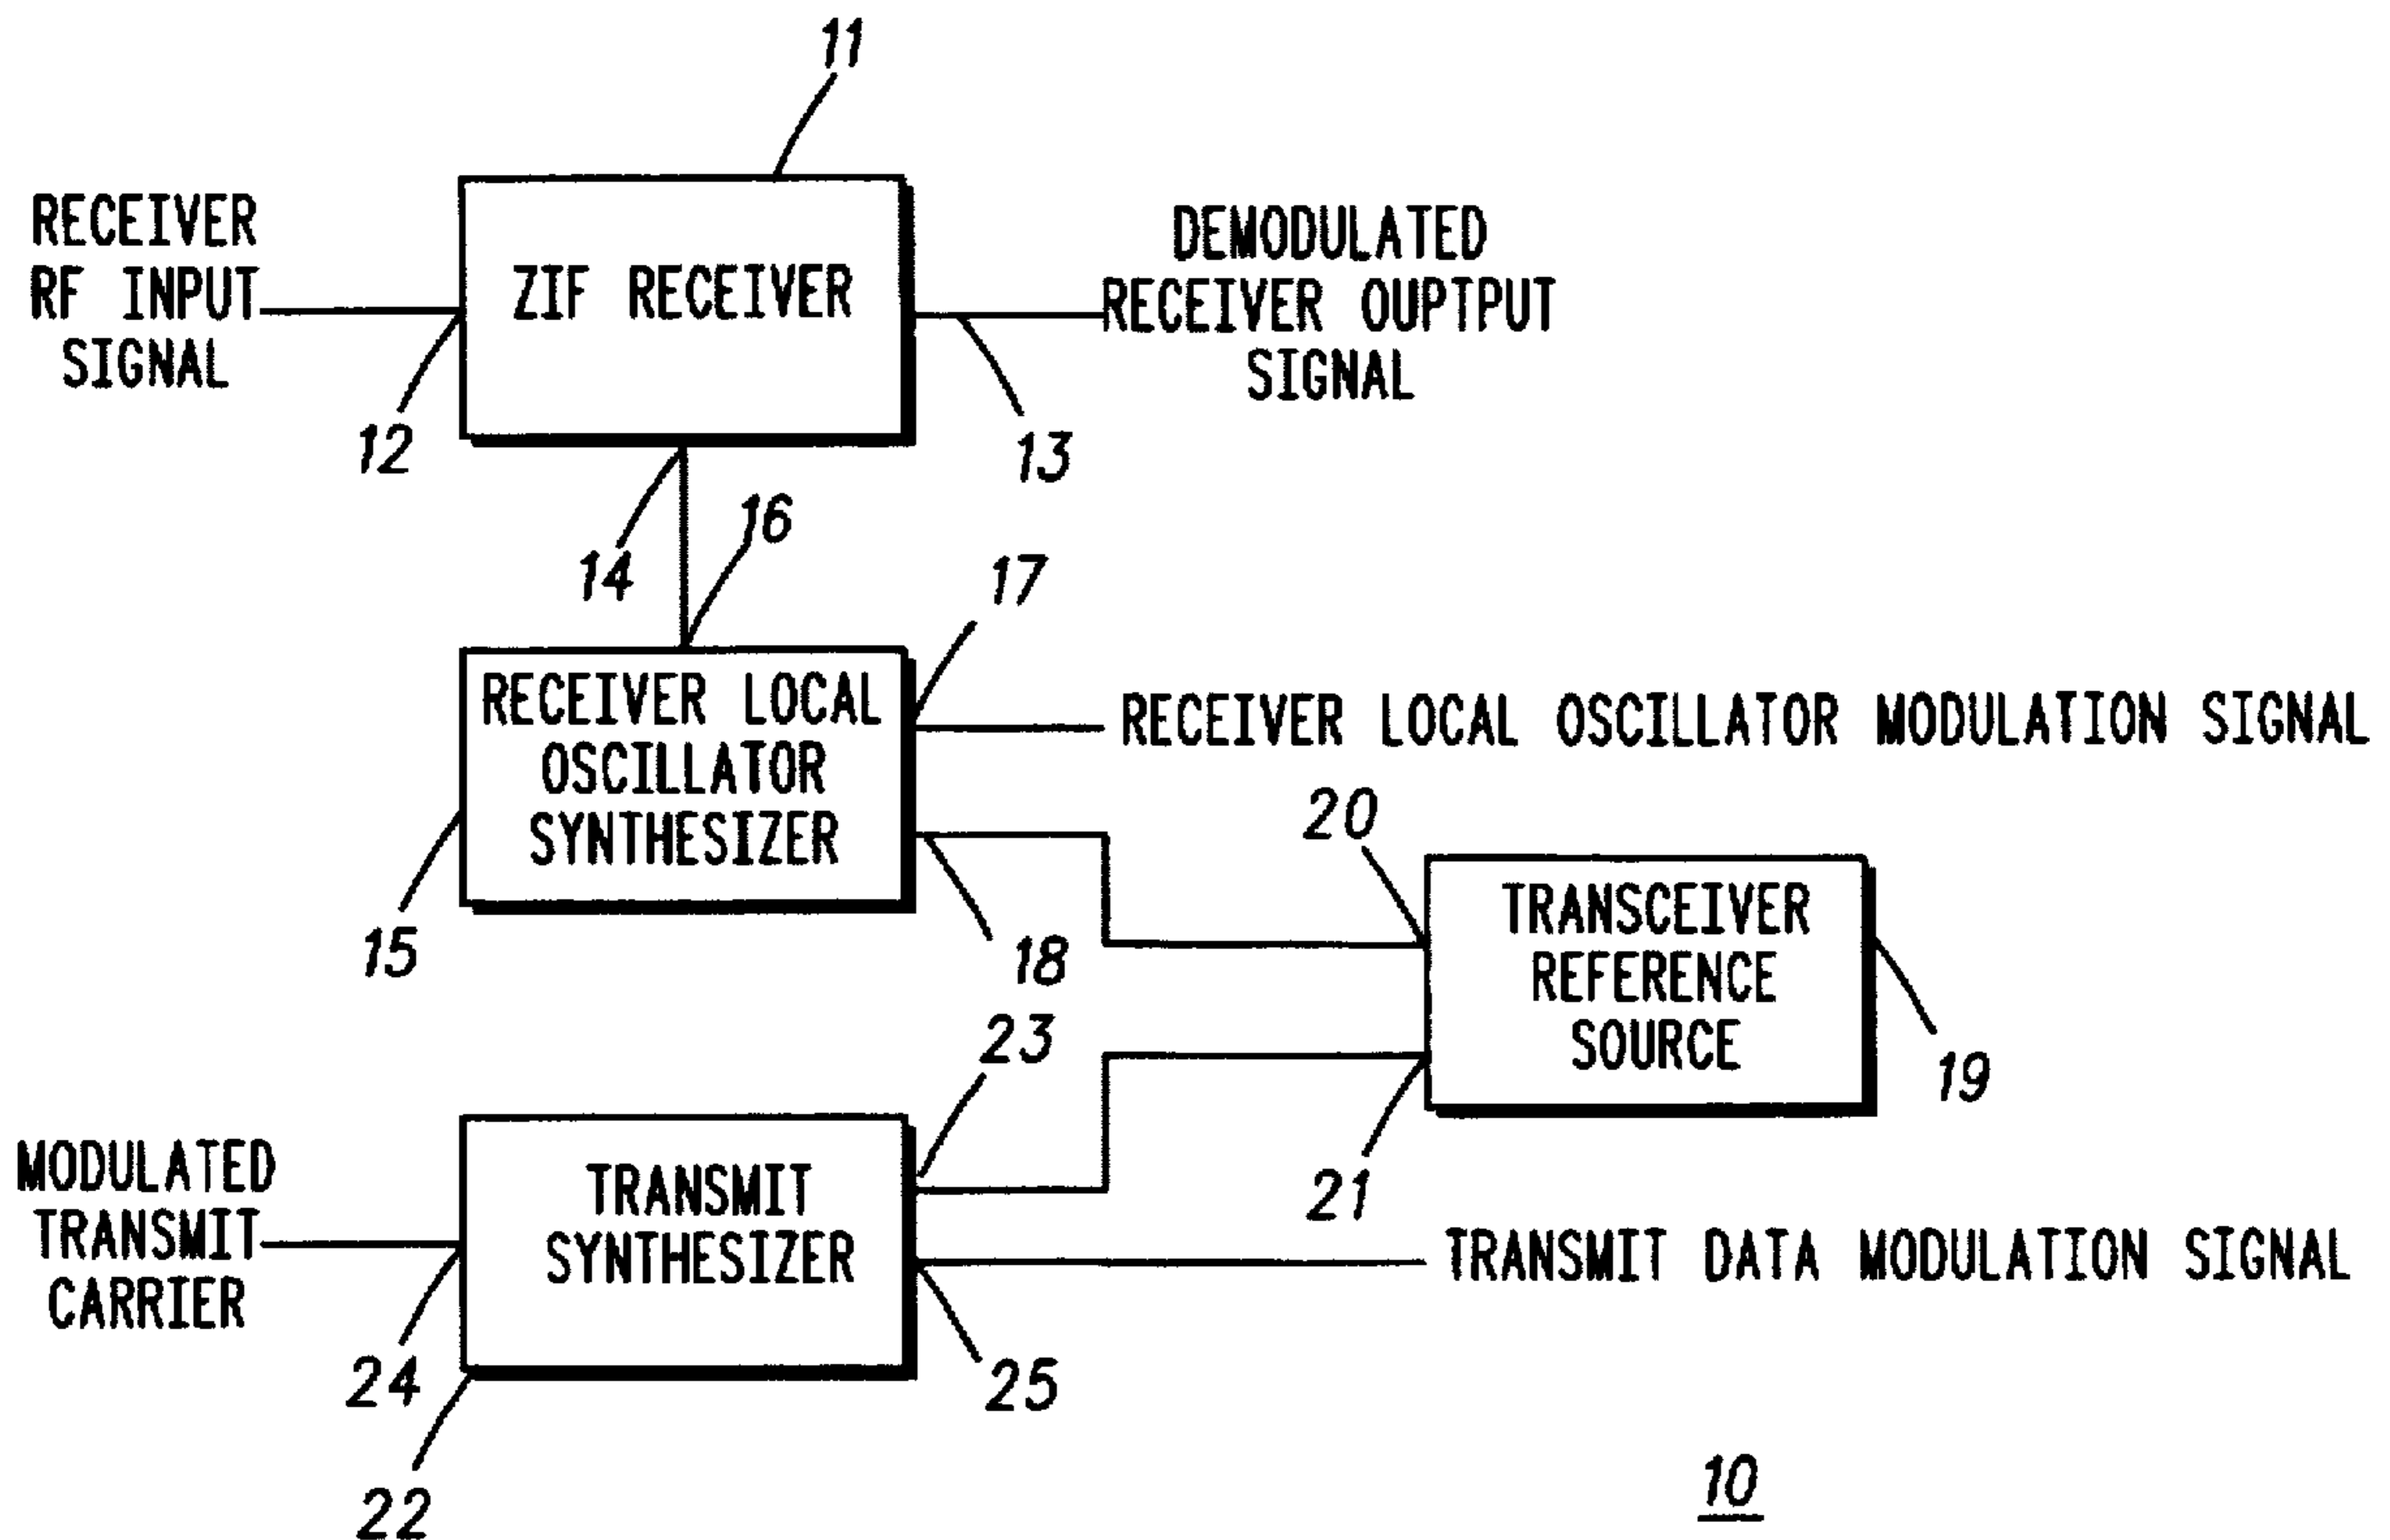 11
RECEIVER
RF INPUT
SIGNAL
12
ZIF RECEIVER
DEMODULATED
RECEIVER OUPTPUT
SIGNAL
13
14
16
17
RECEIVER LOCAL
OSCILLATOR
SYNTHESIZER
15
RECEIVER LOCAL OSCILLATOR MODULATION SIGNAL
18
20
TRANSCEIVER
REFERENCE
SOURCE
19
21
23
MODULATED
TRANSMIT
CARRIER
24
TRANSMIT
SYNTHESIZER
22
25
TRANSMIT DATA MODULATION SIGNAL
10